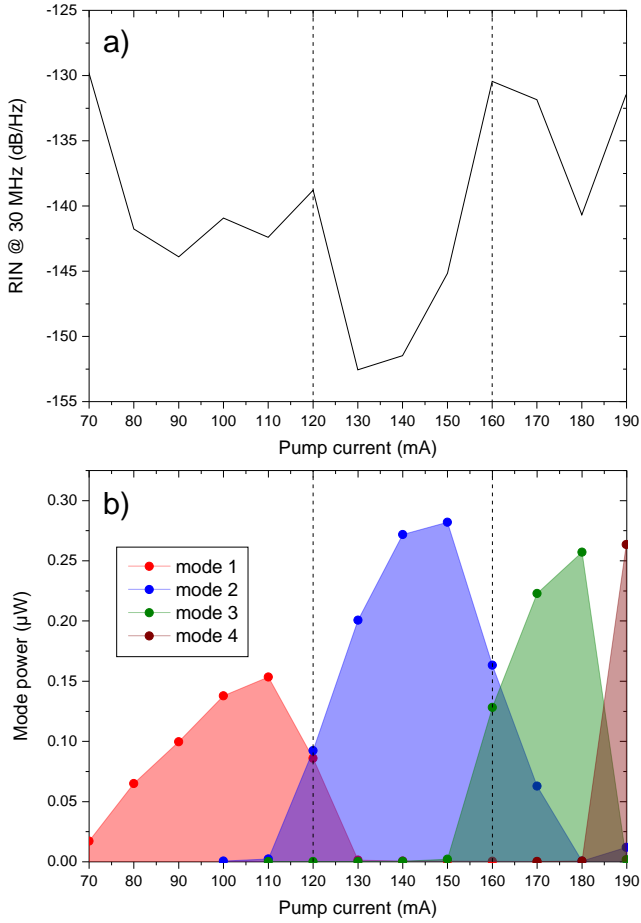 a)
RIN @ 30 MHz (dB/Hz)
-125
-130
-135
-140
-145
-150
-155
70 80 90 100 110 120 130 140 150 160 170 180 190
Pump current (mA)
b)
Mode power (µW)
0.30
0.25
0.20
0.15
0.10
0.05
0.00
mode 1
mode 2
mode 3
mode 4
70 80 90 100 110 120 130 140 150 160 170 180 190
Pump current (mA)